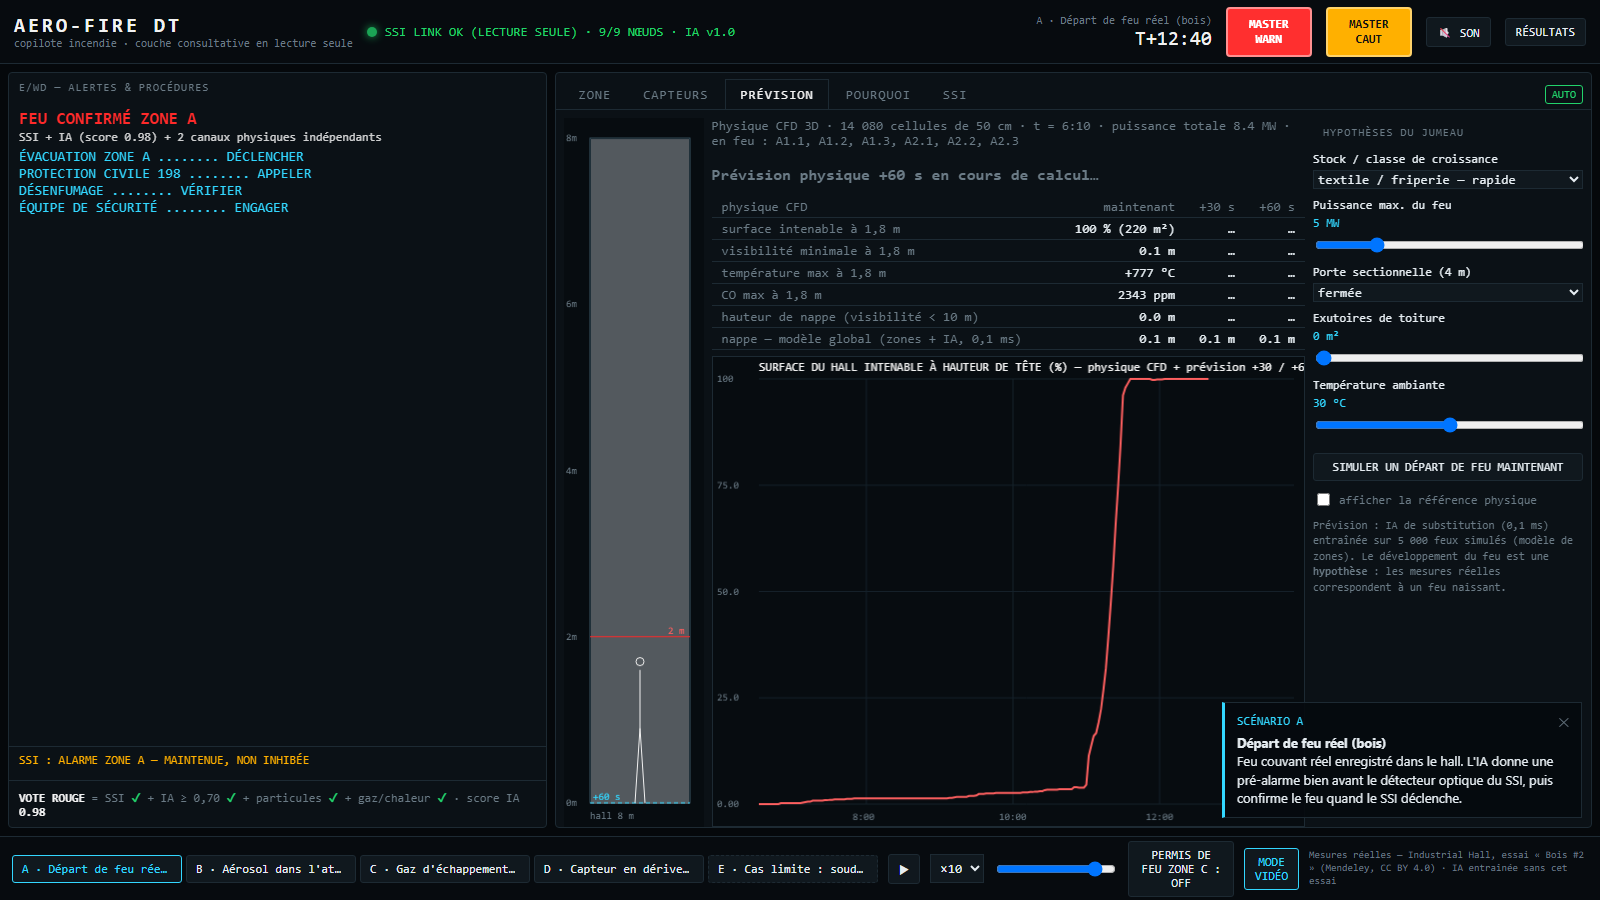 AERO-FIRE DT
copilote incendie · couche consultative en lecture seule
SSI LINK OK (LECTURE SEULE) · 9/9 NŒUDS · IA v1.0
A · Départ de feu réel (bois)
T+12:40
MASTER
WARN
MASTER
CAUT
SON
RÉSULTATS
E/WD — ALERTES & PROCÉDURES
FEU CONFIRMÉ ZONE A
SSI + IA (score 0.98) + 2 canaux physiques indépendants
ÉVACUATION ZONE A ........ DÉCLENCHER
PROTECTION CIVILE 198 ........ APPELER
DÉSENFUMAGE ........ VÉRIFIER
ÉQUIPE DE SÉCURITÉ ........ ENGAGER
SSI : ALARME ZONE A — MAINTENUE, NON INHIBÉE
VOTE ROUGE = SSI ✓ + IA ≥ 0,70 ✓ + particules ✓ + gaz/chaleur ✓ · score IA
0.98
ZONE
CAPTEURS
PRÉVISION
POURQUOI
SSI
AUTO
8m
6m
4m
2m
2 m
+60 s
0m
hall 8 m
Physique CFD 3D · 14 080 cellules de 50 cm · t = 6:10 · puissance totale 8.4 MW ·
en feu : A1.1, A1.2, A1.3, A2.1, A2.2, A2.3
Prévision physique +60 s en cours de calcul…
physique CFD maintenant +30 s +60 s
surface intenable à 1,8 m 100 % (220 m²) … …
visibilité minimale à 1,8 m 0.1 m … …
température max à 1,8 m +777 °C … …
CO max à 1,8 m 2343 ppm … …
hauteur de nappe (visibilité < 10 m) 0.0 m … …
nappe — modèle global (zones + IA, 0,1 ms) 0.1 m 0.1 m 0.1 m
SURFACE DU HALL INTENABLE À HAUTEUR DE TÊTE (%) — physique CFD + prévision +30 / +6
100
75.0
50.0
25.0
0.00
8:00
10:00
12:00
HYPOTHÈSES DU JUMEAU
Stock / classe de croissance
textile / friperie — rapide
Puissance max. du feu
5 MW
Porte sectionnelle (4 m)
fermée
Exutoires de toiture
0 m²
Température ambiante
30 °C
SIMULER UN DÉPART DE FEU MAINTENANT
afficher la référence physique
Prévision : IA de substitution (0,1 ms)
entraînée sur 5 000 feux simulés (modèle de
zones). Le développement du feu est une
hypothèse : les mesures réelles
correspondent à un feu naissant.
SCÉNARIO A
Départ de feu réel (bois)
Feu couvant réel enregistré dans le hall. L'IA donne une
pré-alarme bien avant le détecteur optique du SSI, puis
confirme le feu quand le SSI déclenche.
A · Départ de feu rée…
B · Aérosol dans l'at…
C · Gaz d'échappement…
D · Capteur en dérive…
E · Cas limite : soud…
×10
PERMIS DE
FEU ZONE C :
OFF
MODE
VIDÉO
Mesures réelles — Industrial Hall, essai « Bois #2
» (Mendeley, CC BY 4.0) · IA entraînée sans cet
essai